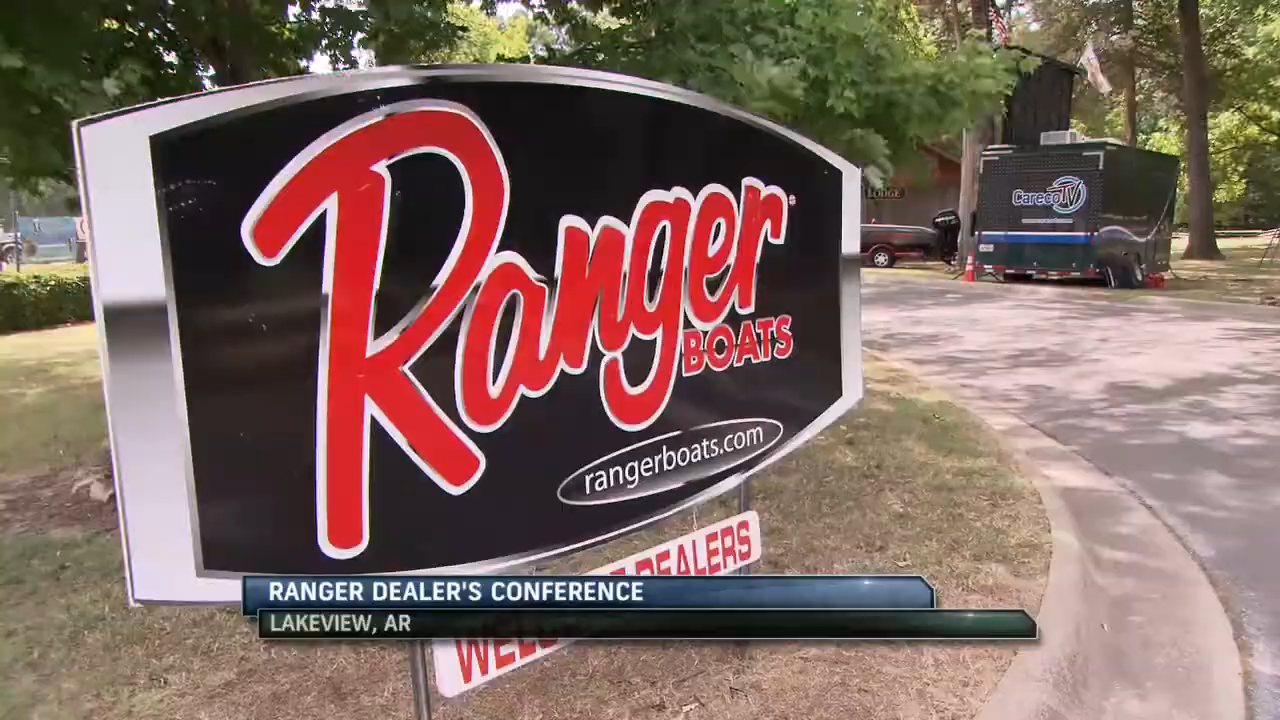 Ranger
BOATS
rangerboats.com
DEALERS
RANGER DEALER'S CONFERENCE
LAKEVIEW, AR
CarecoTV
LODGE